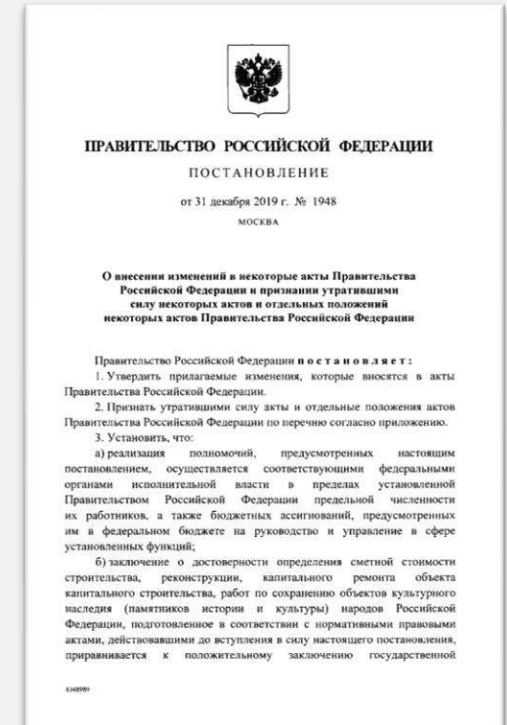 ПРАВИТЕЛЬСТВО РОССИЙСКОЙ ФЕДЕРАЦИИ
ПОСТАНОВЛЕНИЕ
от 31 декабря 2019 г. № 1948
МОСКВА
О внесении изменений в некоторые акты Правительства
Российской Федерации и признании утратившими
силу некоторых актов и отдельных положений
некоторых актов Правительства Российской Федерации
Правительство Российской Федерации постановляет:
1. Утвердить прилагаемые изменения, которые вносятся в акты
Правительства Российской Федерации.
2. Признать утратившими силу акты и отдельные положения актов
Правительства Российской Федерации по перечню согласно приложению.
3. Установить, что:
а) реализация полномочий, предусмотренных настоящим
постановлением, осуществляется соответствующими федеральными
органами исполнительной власти в пределах установленной
Правительством Российской Федерации предельной численности
их работников, а также бюджетных ассигнований, предусмотренных
им в федеральном бюджете на руководство и управление в сфере
установленных функций;
б) заключение о достоверности определения сметной стоимости
строительства, реконструкции, капитального ремонта объекта
капитального строительства, работ по сохранению объектов культурного
наследия (памятников истории и культуры) народов Российской
Федерации, подготовленное в соответствии с нормативными правовыми
актами, действовавшими до вступления в силу настоящего постановления,
приравнивается к положительному заключению государственной